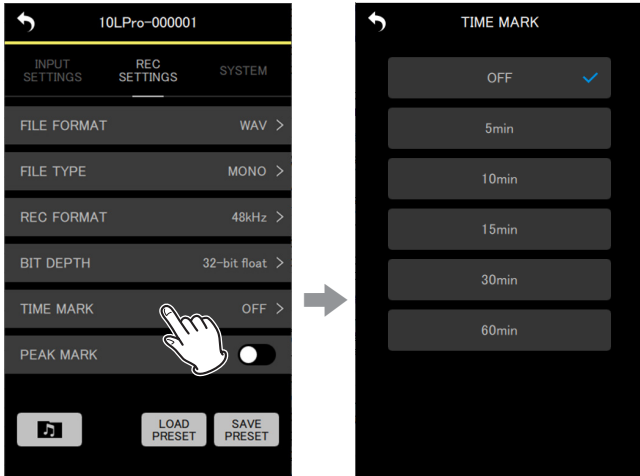 10LPro-000001
INPUT SETTINGS
REC SETTINGS
SYSTEM
FILE FORMAT WAV >
FILE TYPE MONO >
REC FORMAT 48kHz >
BIT DEPTH 32-bit float >
TIME MARK OFF >
PEAK MARK
LOAD PRESET
SAVE PRESET
TIME MARK
OFF
5min
10min
15min
30min
60min